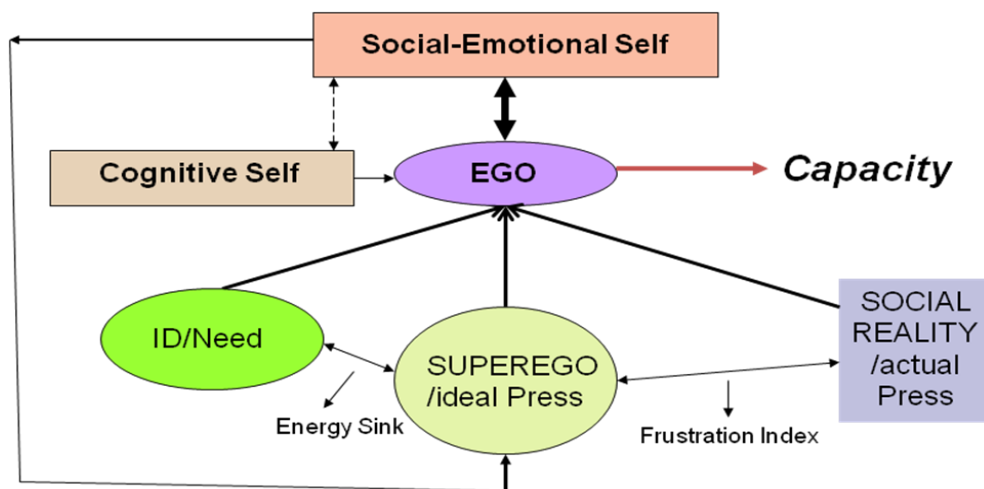 Social-Emotional Self
Cognitive Self
EGO
Capacity
ID/Need
SUPEREGO
/ideal Press
SOCIAL
REALITY
/actual
Press
Energy Sink
Frustration Index